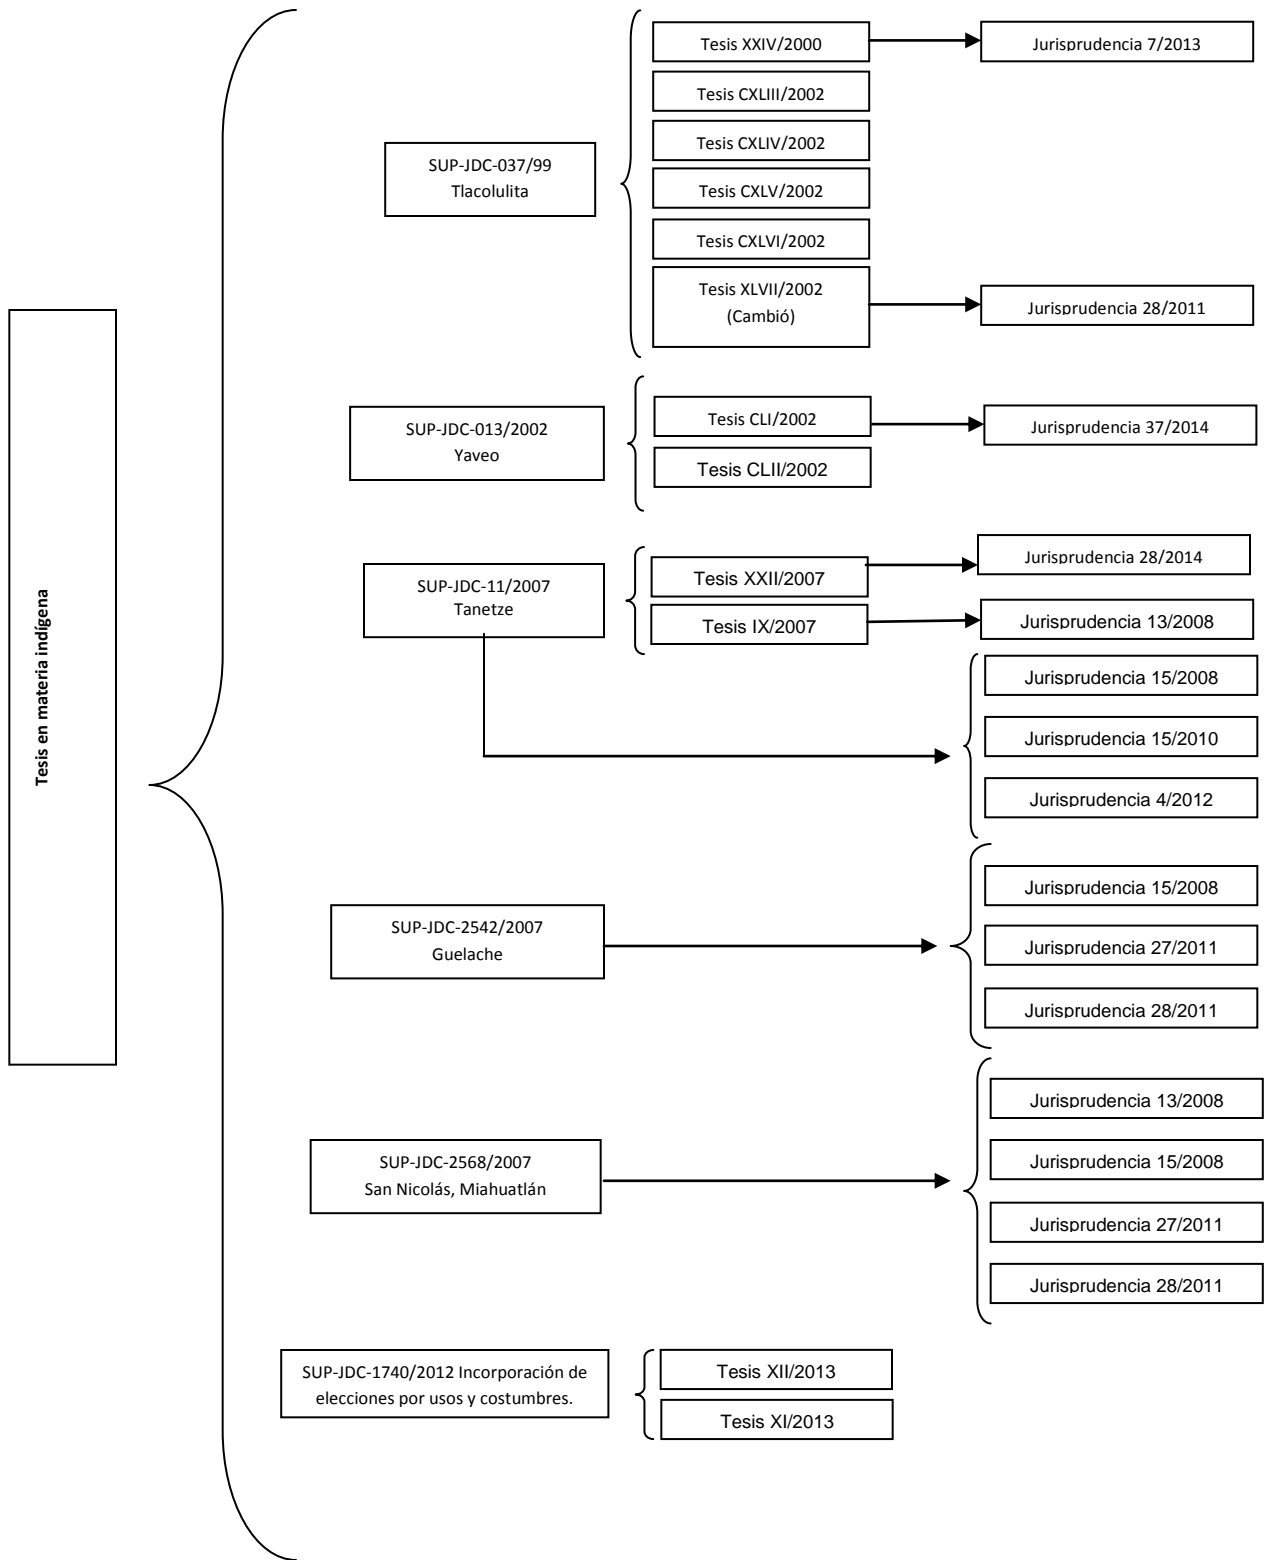 Tesis en materia indígena
SUP-JDC-037/99
Tlacolulita
Tesis XXIV/2000
Jurisprudencia 7/2013
Tesis CXLIII/2002
Tesis CXLIV/2002
Tesis CXLV/2002
Tesis CXLVI/2002
Tesis XLVII/2002
(Cambió)
Jurisprudencia 28/2011
SUP-JDC-013/2002
Yaveo
Tesis CLI/2002
Jurisprudencia 37/2014
Tesis CLII/2002
SUP-JDC-11/2007
Tanetze
Tesis XXII/2007
Jurisprudencia 28/2014
Tesis IX/2007
Jurisprudencia 13/2008
Jurisprudencia 15/2008
Jurisprudencia 15/2010
Jurisprudencia 4/2012
SUP-JDC-2542/2007
Guelache
Jurisprudencia 15/2008
Jurisprudencia 27/2011
Jurisprudencia 28/2011
SUP-JDC-2568/2007
San Nicolás, Miahuatlán
Jurisprudencia 13/2008
Jurisprudencia 15/2008
Jurisprudencia 27/2011
Jurisprudencia 28/2011
SUP-JDC-1740/2012 Incorporación de
elecciones por usos y costumbres.
Tesis XII/2013
Tesis XI/2013